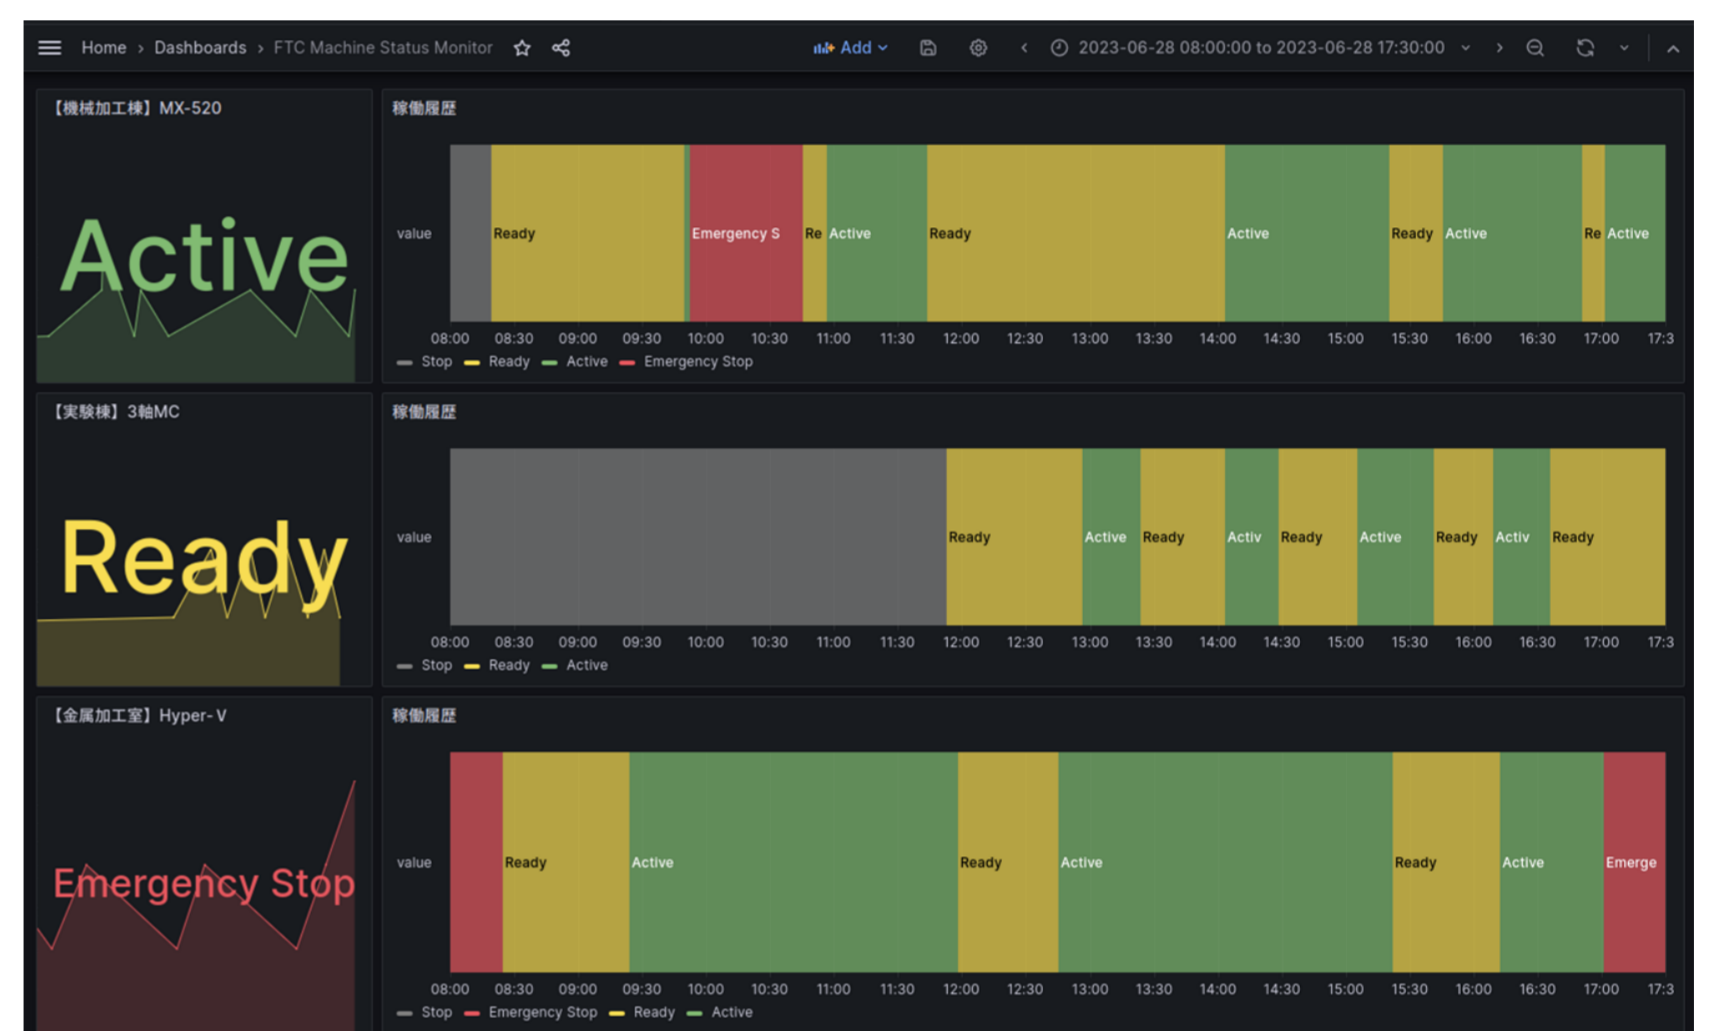 Home › Dashboards › FTC Machine Status Monitor
Add
2023-06-28 08:00:00 to 2023-06-28 17:30:00
【機械加工棟】MX-520
Active
稼働履歴
value
Ready Emergency S Re Active Ready Active Ready Active Re Active
08:00 08:30 09:00 09:30 10:00 10:30 11:00 11:30 12:00 12:30 13:00 13:30 14:00 14:30 15:00 15:30 16:00 16:30 17:00 17:3
Stop Ready Active Emergency Stop
【実験棟】3軸MC
Ready
稼働履歴
value
Ready Active Ready Activ Ready Active Ready Activ Ready
08:00 08:30 09:00 09:30 10:00 10:30 11:00 11:30 12:00 12:30 13:00 13:30 14:00 14:30 15:00 15:30 16:00 16:30 17:00 17:3
Stop Ready Active
【金属加工室】Hyper-V
Emergency Stop
稼働履歴
value
Ready Active Ready Active Ready Active Emerge
08:00 08:30 09:00 09:30 10:00 10:30 11:00 11:30 12:00 12:30 13:00 13:30 14:00 14:30 15:00 15:30 16:00 16:30 17:00 17:3
Stop Emergency Stop Ready Active